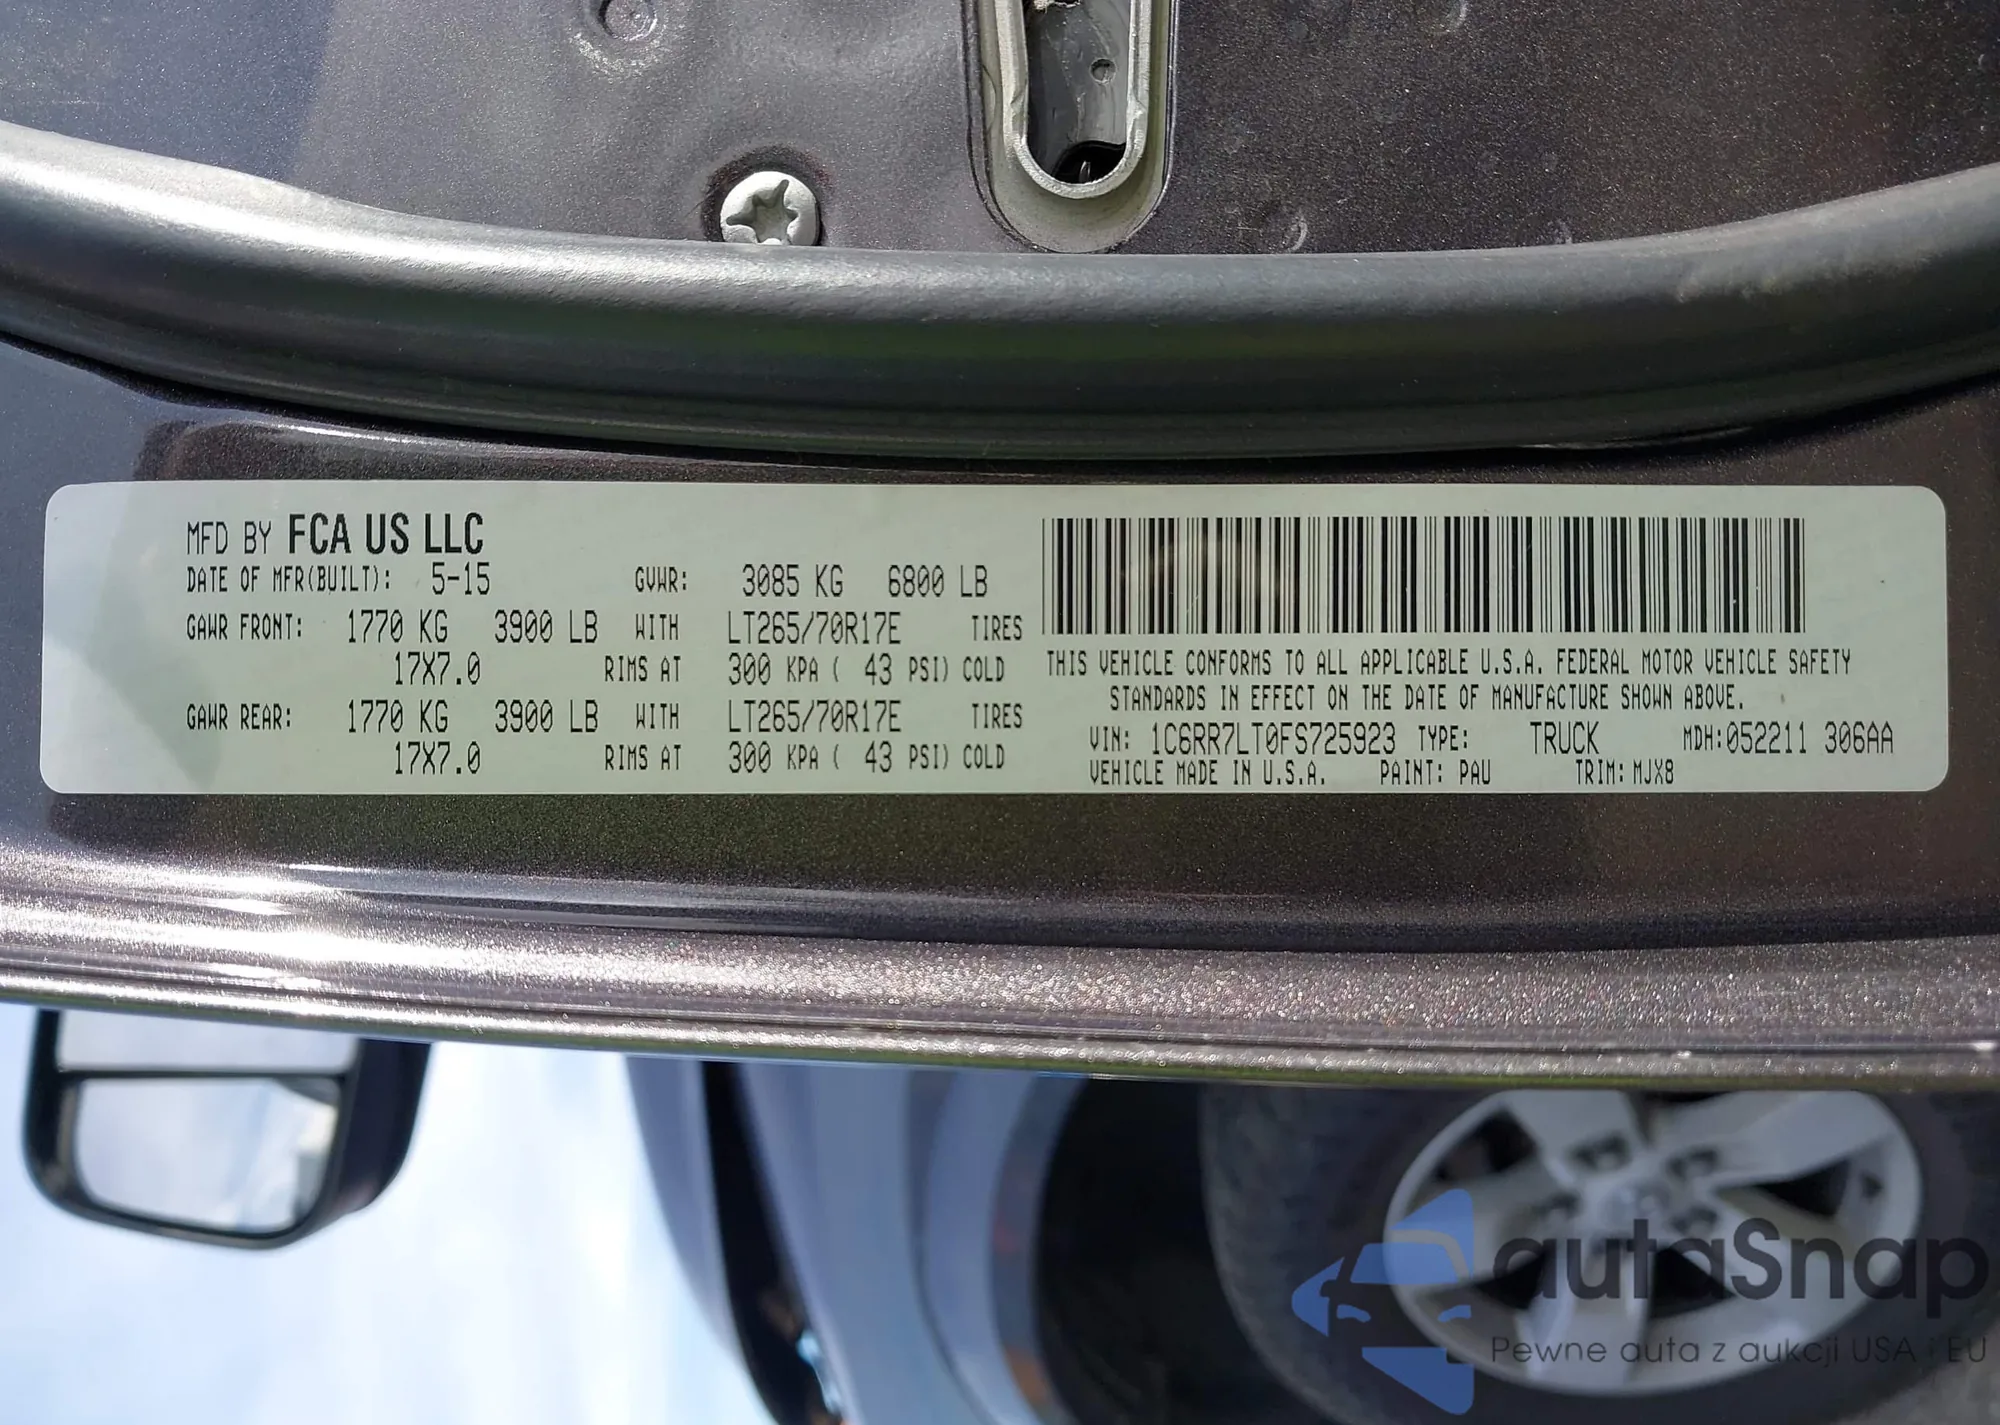 MFD BY FCA US LLC
DATE OF MFR(BUILT): 5-15 GVWR: 3085 KG 6800 LB
GAWR FRONT: 1770 KG 3900 LB WITH LT265/70R17E TIRES
17X7.0 RIMS AT 300 KPA ( 43 PSI) COLD
GAWR REAR: 1770 KG 3900 LB WITH LT265/70R17E TIRES
17X7.0 RIMS AT 300 KPA ( 43 PSI) COLD
THIS VEHICLE CONFORMS TO ALL APPLICABLE U.S.A. FEDERAL MOTOR VEHICLE SAFETY
STANDARDS IN EFFECT ON THE DATE OF MANUFACTURE SHOWN ABOVE.
VIN: 1C6RR7LT0FS725923 TYPE: TRUCK MDH:052211 306AA
VEHICLE MADE IN U.S.A. PAINT: PAU TRIM: MJX8
autaSnap
Pewne auta z aukcji USA i EU